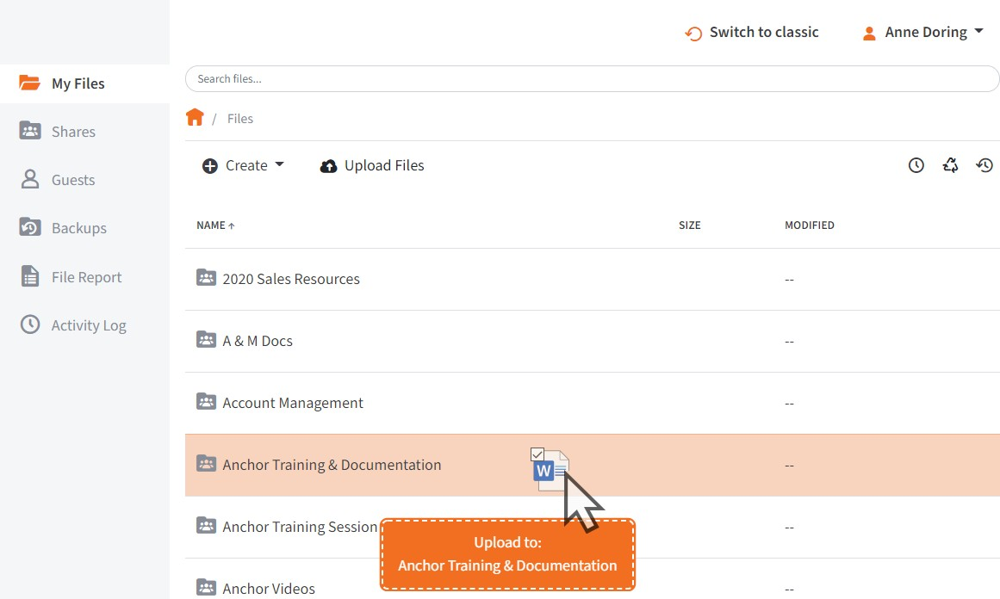 Switch to classic Anne Doring
My Files
Search files...
/ Files
Shares
Create Upload Files
Guests
NAME SIZE MODIFIED
Backups
2020 Sales Resources --
File Report
Activity Log
A & M Docs --
Account Management --
Anchor Training & Documentation W --
Anchor Training Session --
Upload to:
Anchor Training & Documentation
Anchor Videos --